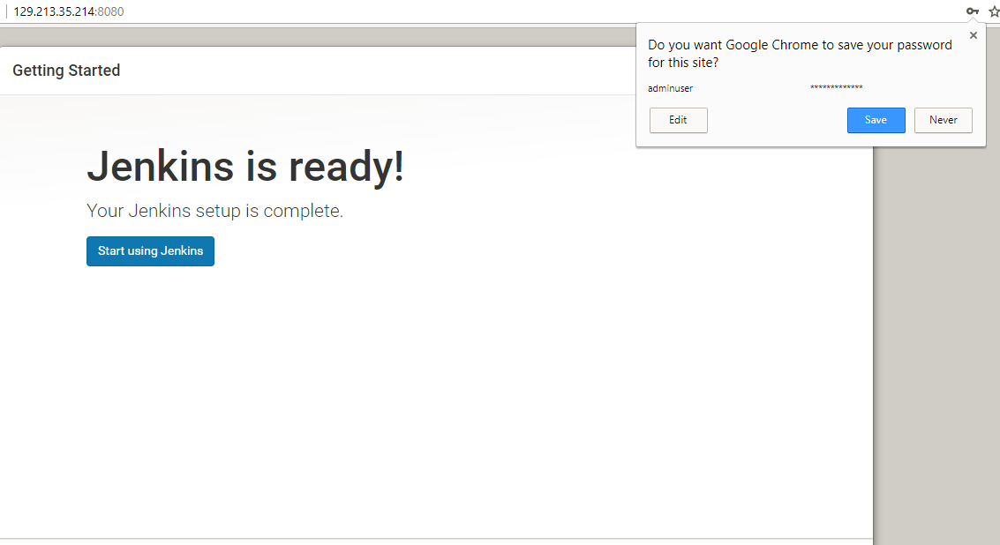 129.213.35.214:8080
Do you want Google Chrome to save your password
for this site?
adminuser *************
Edit Save Never
Getting Started
Jenkins is ready!
Your Jenkins setup is complete.
Start using Jenkins